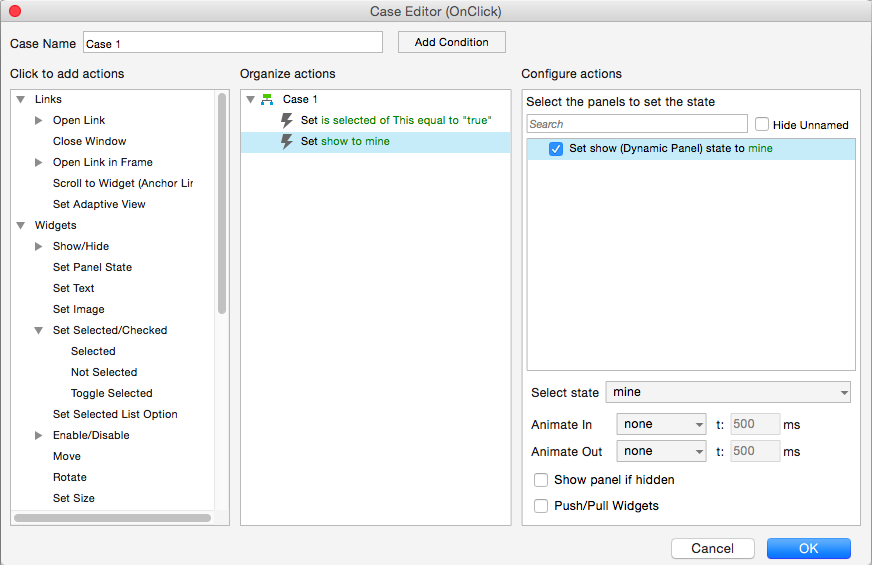 Case Editor (OnClick)
Case Name Case 1 Add Condition
Click to add actions
Links
Open Link
Close Window
Open Link in Frame
Scroll to Widget (Anchor Lir
Set Adaptive View
Widgets
Show/Hide
Set Panel State
Set Text
Set Image
Set Selected/Checked
Selected
Not Selected
Toggle Selected
Set Selected List Option
Enable/Disable
Move
Rotate
Set Size
Organize actions
Case 1
Set is selected of This equal to "true"
Set show to mine
Configure actions
Select the panels to set the state
Search Hide Unnamed
Set show (Dynamic Panel) state to mine
Select state mine
Animate In none t: 500 ms
Animate Out none t: 500 ms
Show panel if hidden
Push/Pull Widgets
Cancel OK